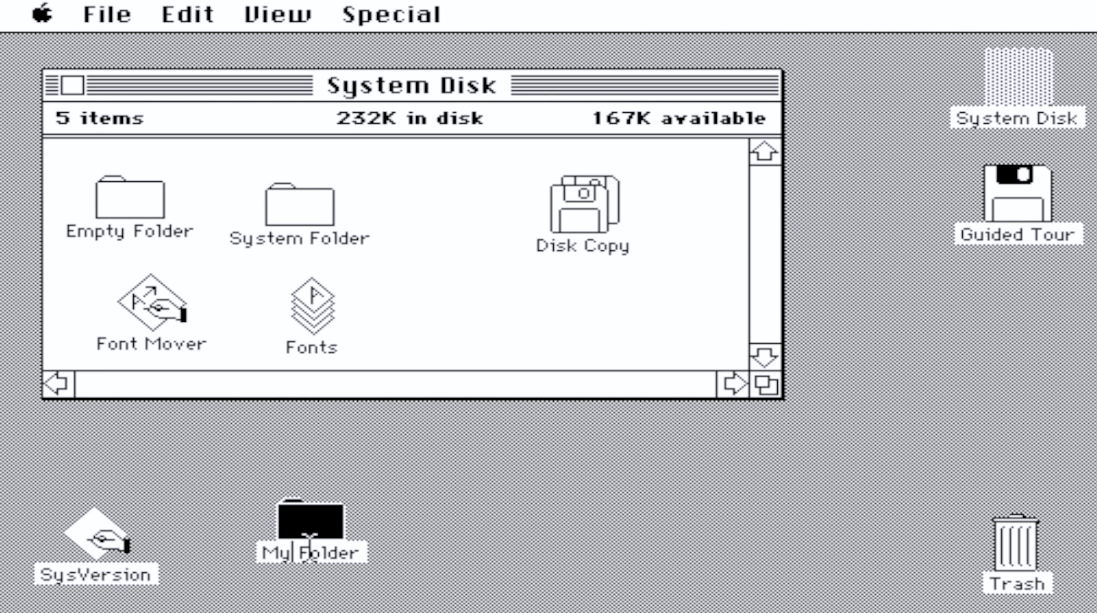 File Edit View Special
System Disk
5 items 232K in disk 167K available
Empty Folder System Folder Disk Copy
Font Mover Fonts
System Disk
Guided Tour
SysVersion My Folder Trash